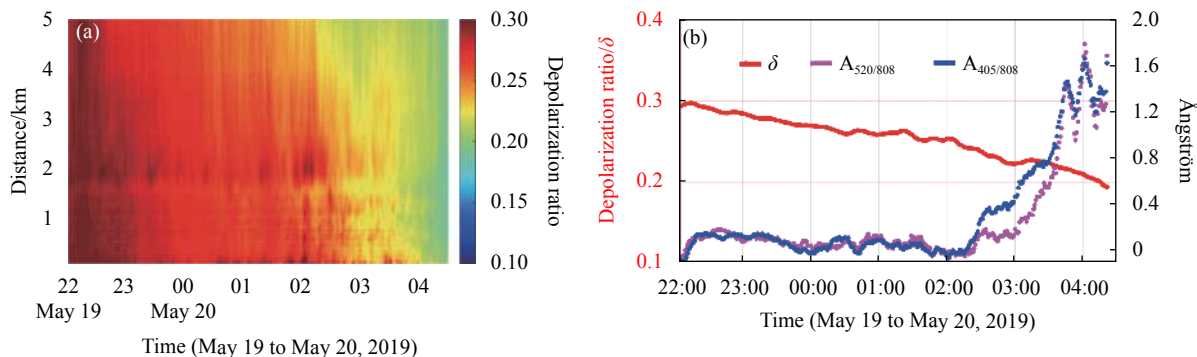 (a)
5
4
3
2
1
Distance/km
22 23 00 01 02 03 04
May 19 May 20
Time (May 19 to May 20, 2019)
0.30
0.25
0.20
0.15
0.10
Depolarization ratio
(b)
δ A520/808 A405/808
0.4
0.3
0.2
0.1
Depolarization ratio/δ
2.0
1.6
1.2
0.8
0.4
0
Ångström
22:00 23:00 00:00 01:00 02:00 03:00 04:00
Time (May 19 to May 20, 2019)